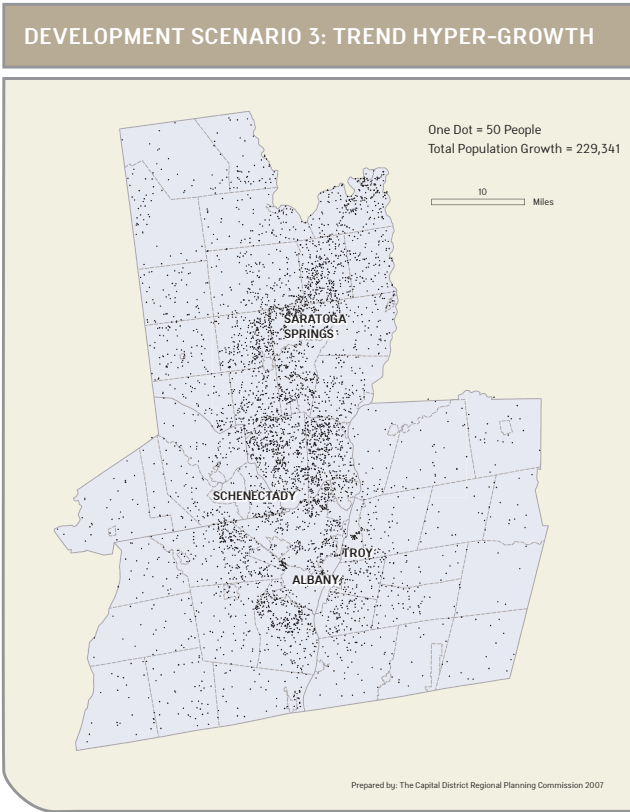 DEVELOPMENT SCENARIO 3: TREND HYPER-GROWTH
One Dot = 50 People
Total Population Growth = 229,341
10
Miles
SARATOGA
SPRINGS
SCHENECTADY
TROY
ALBANY
Prepared by: The Capital District Regional Planning Commission 2007